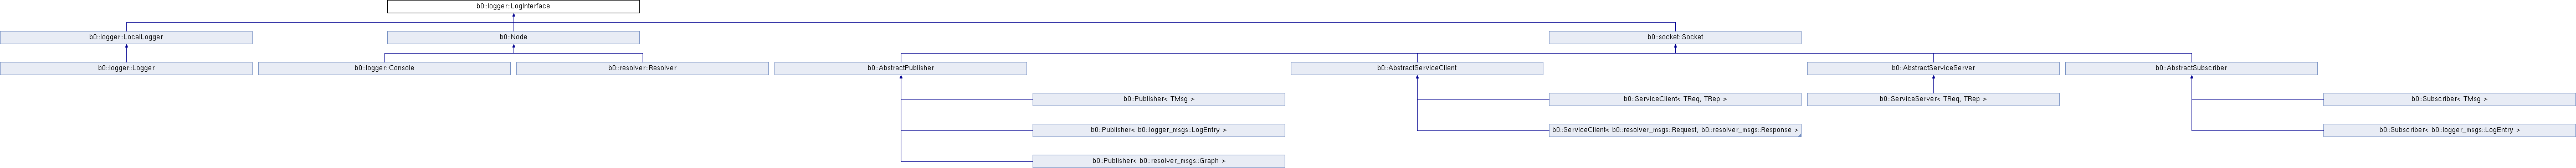 b0::logger::LogInterface
b0::logger::LocalLogger
b0::Node
b0::socket::Socket
b0::logger::Logger
b0::logger::Console
b0::resolver::Resolver
b0::AbstractPublisher
b0::AbstractServiceClient
b0::AbstractServiceServer
b0::AbstractSubscriber
b0::Publisher< TMsg >
b0::ServiceClient< TReq, TRep >
b0::ServiceServer< TReq, TRep >
b0::Subscriber< TMsg >
b0::Publisher< b0::logger_msgs::LogEntry >
b0::ServiceClient< b0::resolver_msgs::Request, b0::resolver_msgs::Response >
b0::Subscriber< b0::logger_msgs::LogEntry >
b0::Publisher< b0::resolver_msgs::Graph >